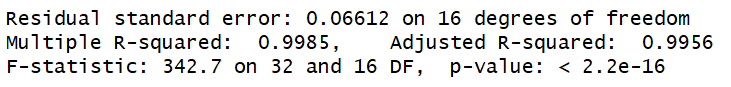 Residual standard error: 0.06612 on 16 degrees of freedom
Multiple R-squared:  0.9985,    Adjusted R-squared:  0.9956
F-statistic: 342.7 on 32 and 16 DF,  p-value: < 2.2e-16